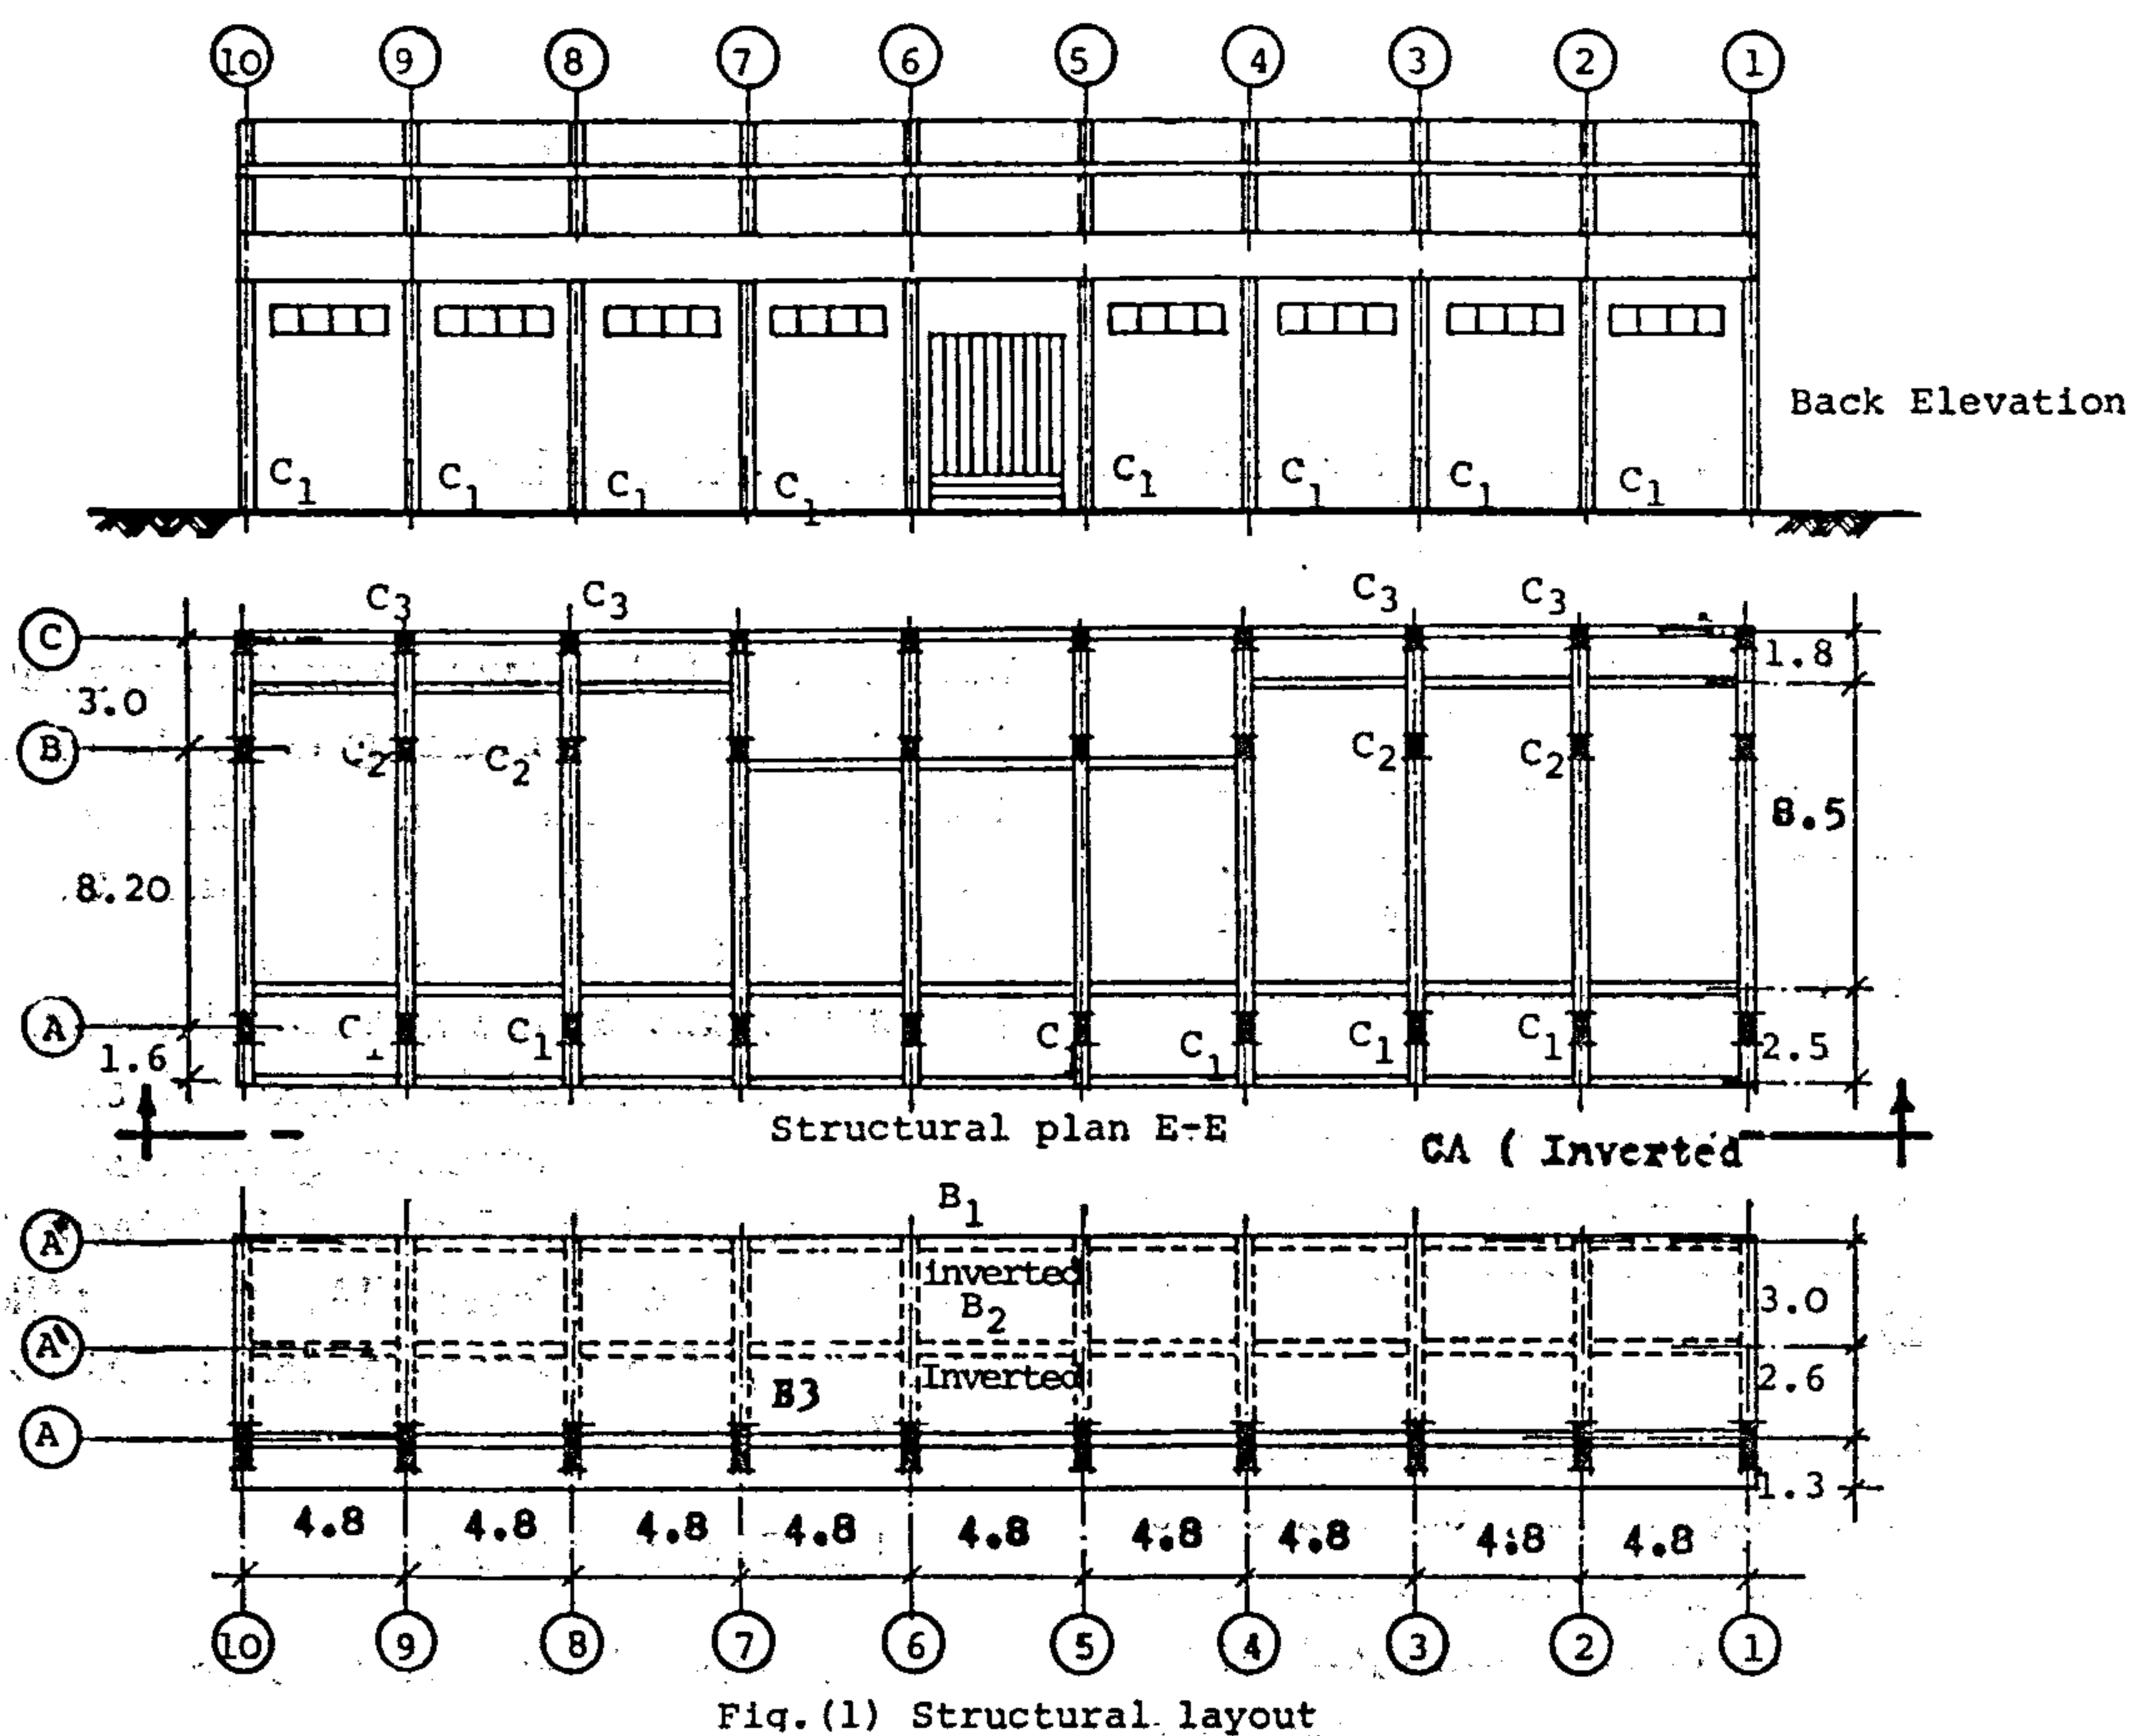 10 9 8 7 6 5 4 3 2 1
Back Elevation
C1 C1 C1 C1 C1 C1 C1 C1
C3 C3 C3 C3
C
1.8
3.0
B
C2 C2 C2 C2
8.5
8.20
A
C1 C1 C1 C1 C1 C1
1.6
2.5
Structural plan E-E
CA ( Inverted
B1
A"
inverted
3.0
B2
A'
Inverted
2.6
B3
A
1.3
4.8 4.8 4.8 4.8 4.8 4.8 4.8 4.8 4.8
10 9 8 7 6 5 4 3 2 1
Fig.(1) Structural layout